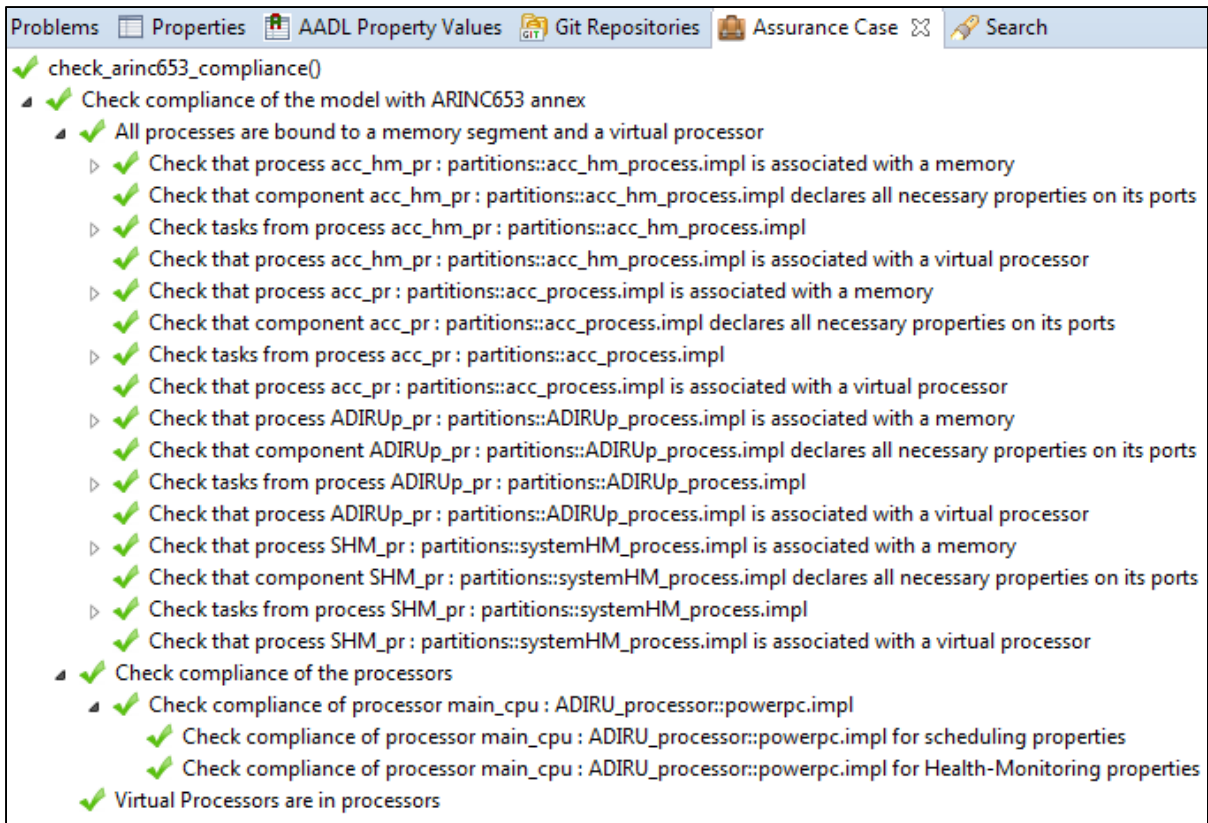 Problems Properties AADL Property Values Git Repositories Assurance Case Search
check_arinc653_compliance()
Check compliance of the model with ARINC653 annex
All processes are bound to a memory segment and a virtual processor
Check that process acc_hm_pr : partitions::acc_hm_process.impl is associated with a memory
Check that component acc_hm_pr : partitions::acc_hm_process.impl declares all necessary properties on its ports
Check tasks from process acc_hm_pr : partitions::acc_hm_process.impl
Check that process acc_hm_pr : partitions::acc_hm_process.impl is associated with a virtual processor
Check that process acc_pr : partitions::acc_process.impl is associated with a memory
Check that component acc_pr : partitions::acc_process.impl declares all necessary properties on its ports
Check tasks from process acc_pr : partitions::acc_process.impl
Check that process acc_pr : partitions::acc_process.impl is associated with a virtual processor
Check that process ADIRUp_pr : partitions::ADIRUp_process.impl is associated with a memory
Check that component ADIRUp_pr : partitions::ADIRUp_process.impl declares all necessary properties on its ports
Check tasks from process ADIRUp_pr : partitions::ADIRUp_process.impl
Check that process ADIRUp_pr : partitions::ADIRUp_process.impl is associated with a virtual processor
Check that process SHM_pr : partitions::systemHM_process.impl is associated with a memory
Check that component SHM_pr : partitions::systemHM_process.impl declares all necessary properties on its ports
Check tasks from process SHM_pr : partitions::systemHM_process.impl
Check that process SHM_pr : partitions::systemHM_process.impl is associated with a virtual processor
Check compliance of the processors
Check compliance of processor main_cpu : ADIRU_processor::powerpc.impl
Check compliance of processor main_cpu : ADIRU_processor::powerpc.impl for scheduling properties
Check compliance of processor main_cpu : ADIRU_processor::powerpc.impl for Health-Monitoring properties
Virtual Processors are in processors